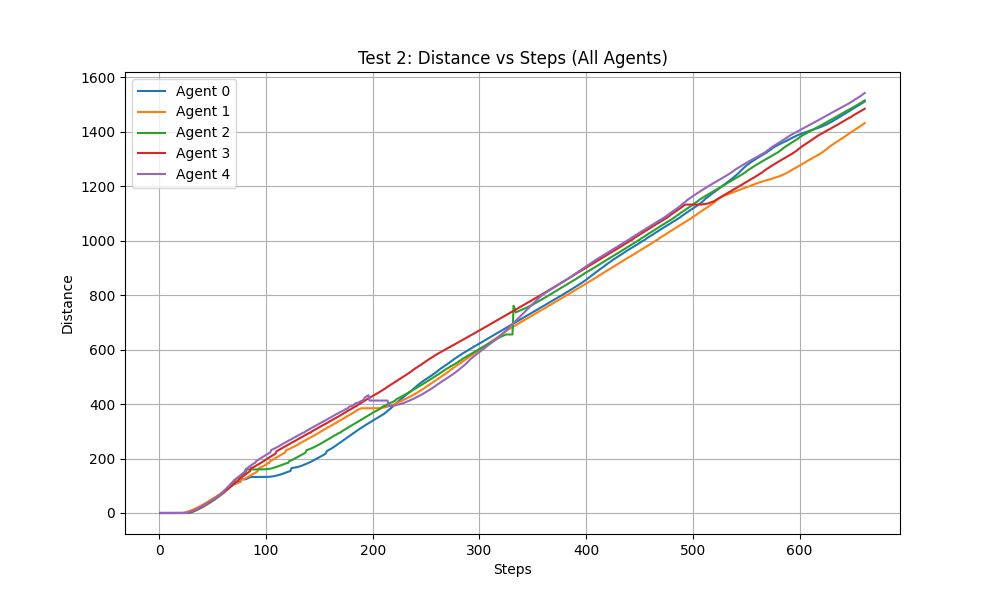 Test 2: Distance vs Steps (All Agents)
Agent 0
Agent 1
Agent 2
Agent 3
Agent 4
1600
1400
1200
1000
800
600
400
200
0
Distance
0 100 200 300 400 500 600
Steps